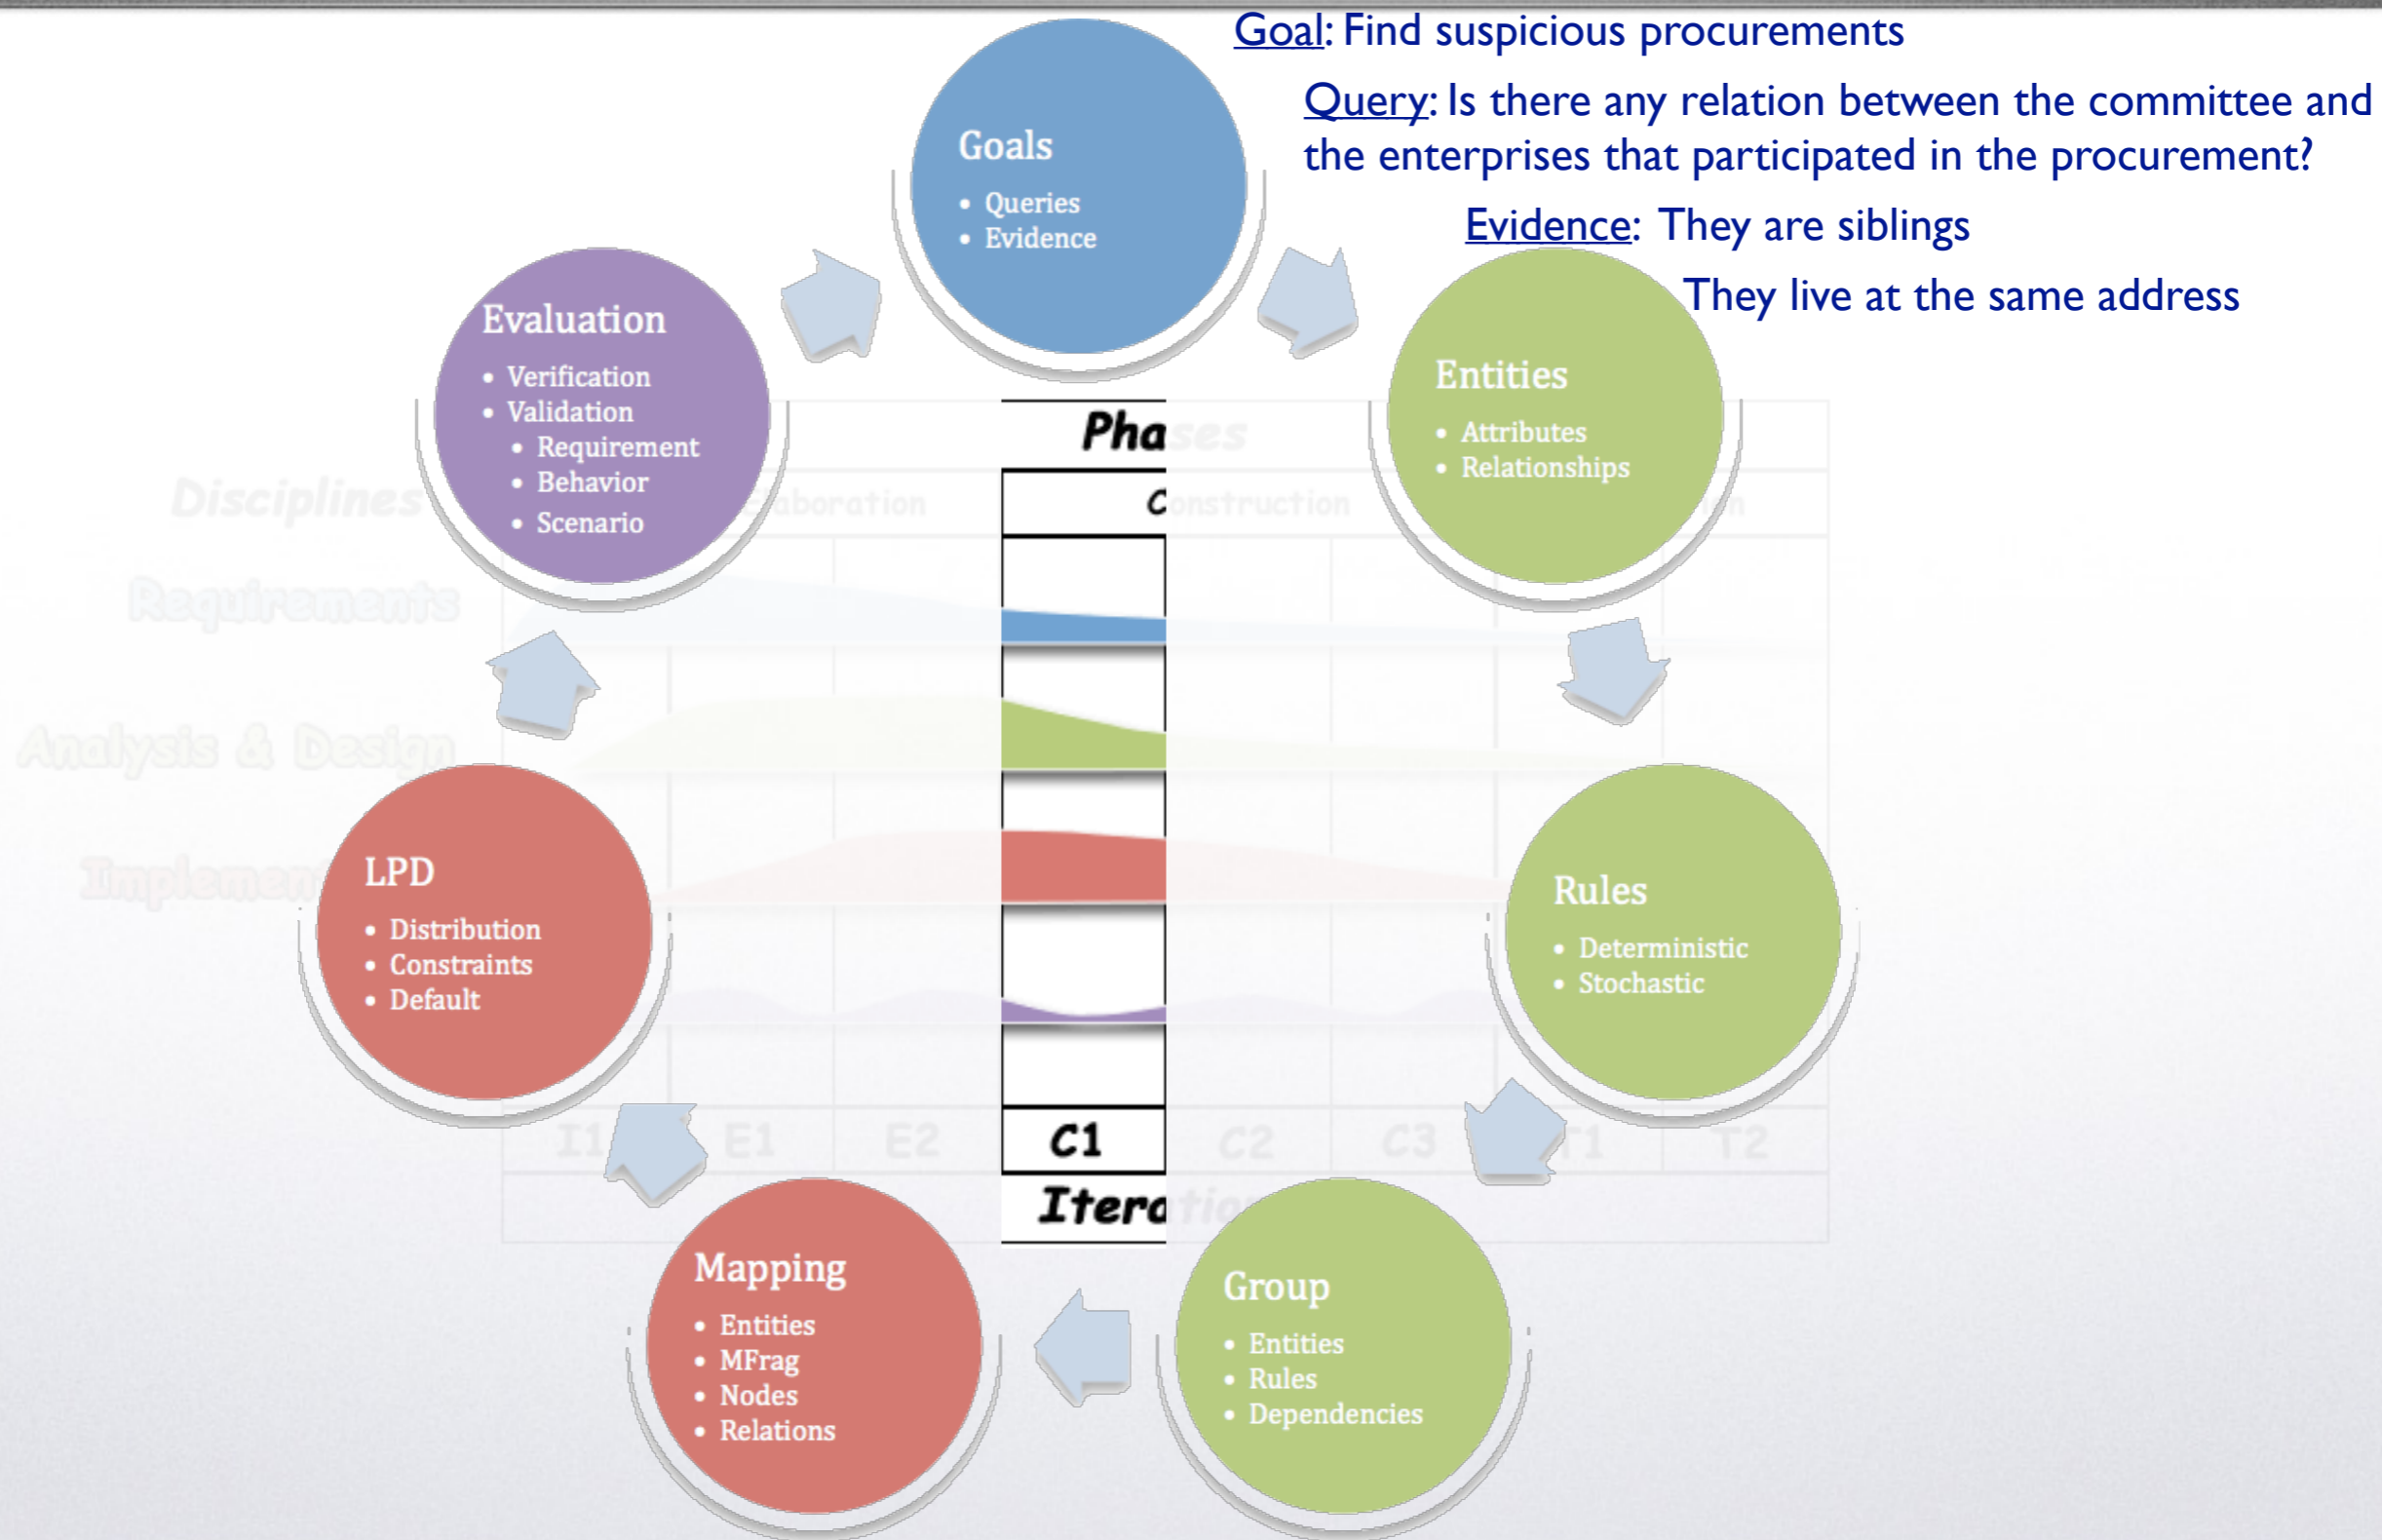 Goal: Find suspicious procurements
Query: Is there any relation between the committee and
the enterprises that participated in the procurement?
Evidence: They are siblings
They live at the same address
Goals
• Queries
• Evidence
Entities
• Attributes
• Relationships
Rules
• Deterministic
• Stochastic
Group
• Entities
• Rules
• Dependencies
Mapping
• Entities
• MFrag
• Nodes
• Relations
LPD
• Distribution
• Constraints
• Default
Evaluation
• Verification
• Validation
• Requirement
• Behavior
• Scenario
Phases
Disciplines
Elaboration
Construction
Requirements
Analysis & Design
I1 E1 E2 C1 C2 C3 T1 T2